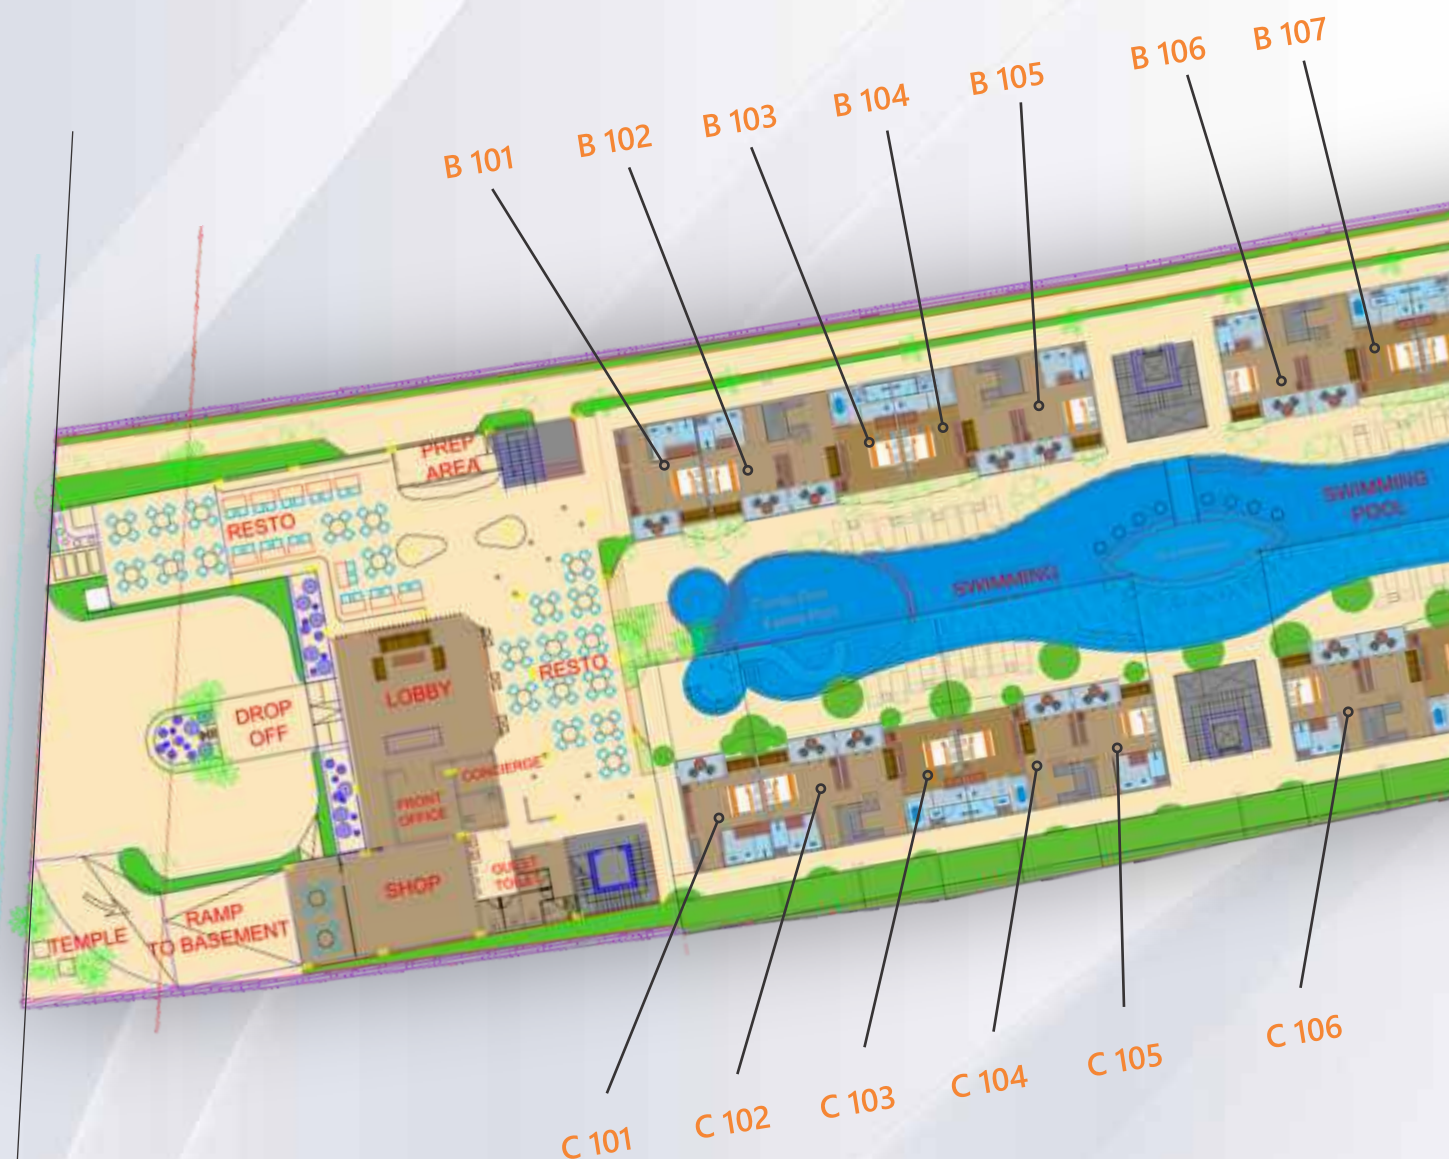 B 101
B 102
B 103
B 104
B 105
B 106
B 107
PREP
AREA
RESTO
SWIMMING
POOL
SWIMMING
RESTO
LOBBY
DROP
OFF
CONCIERGE
FRONT
OFFICE
SHOP
TOILET
RAMP
TO BASEMENT
TEMPLE
C 101
C 102
C 103
C 104
C 105
C 106